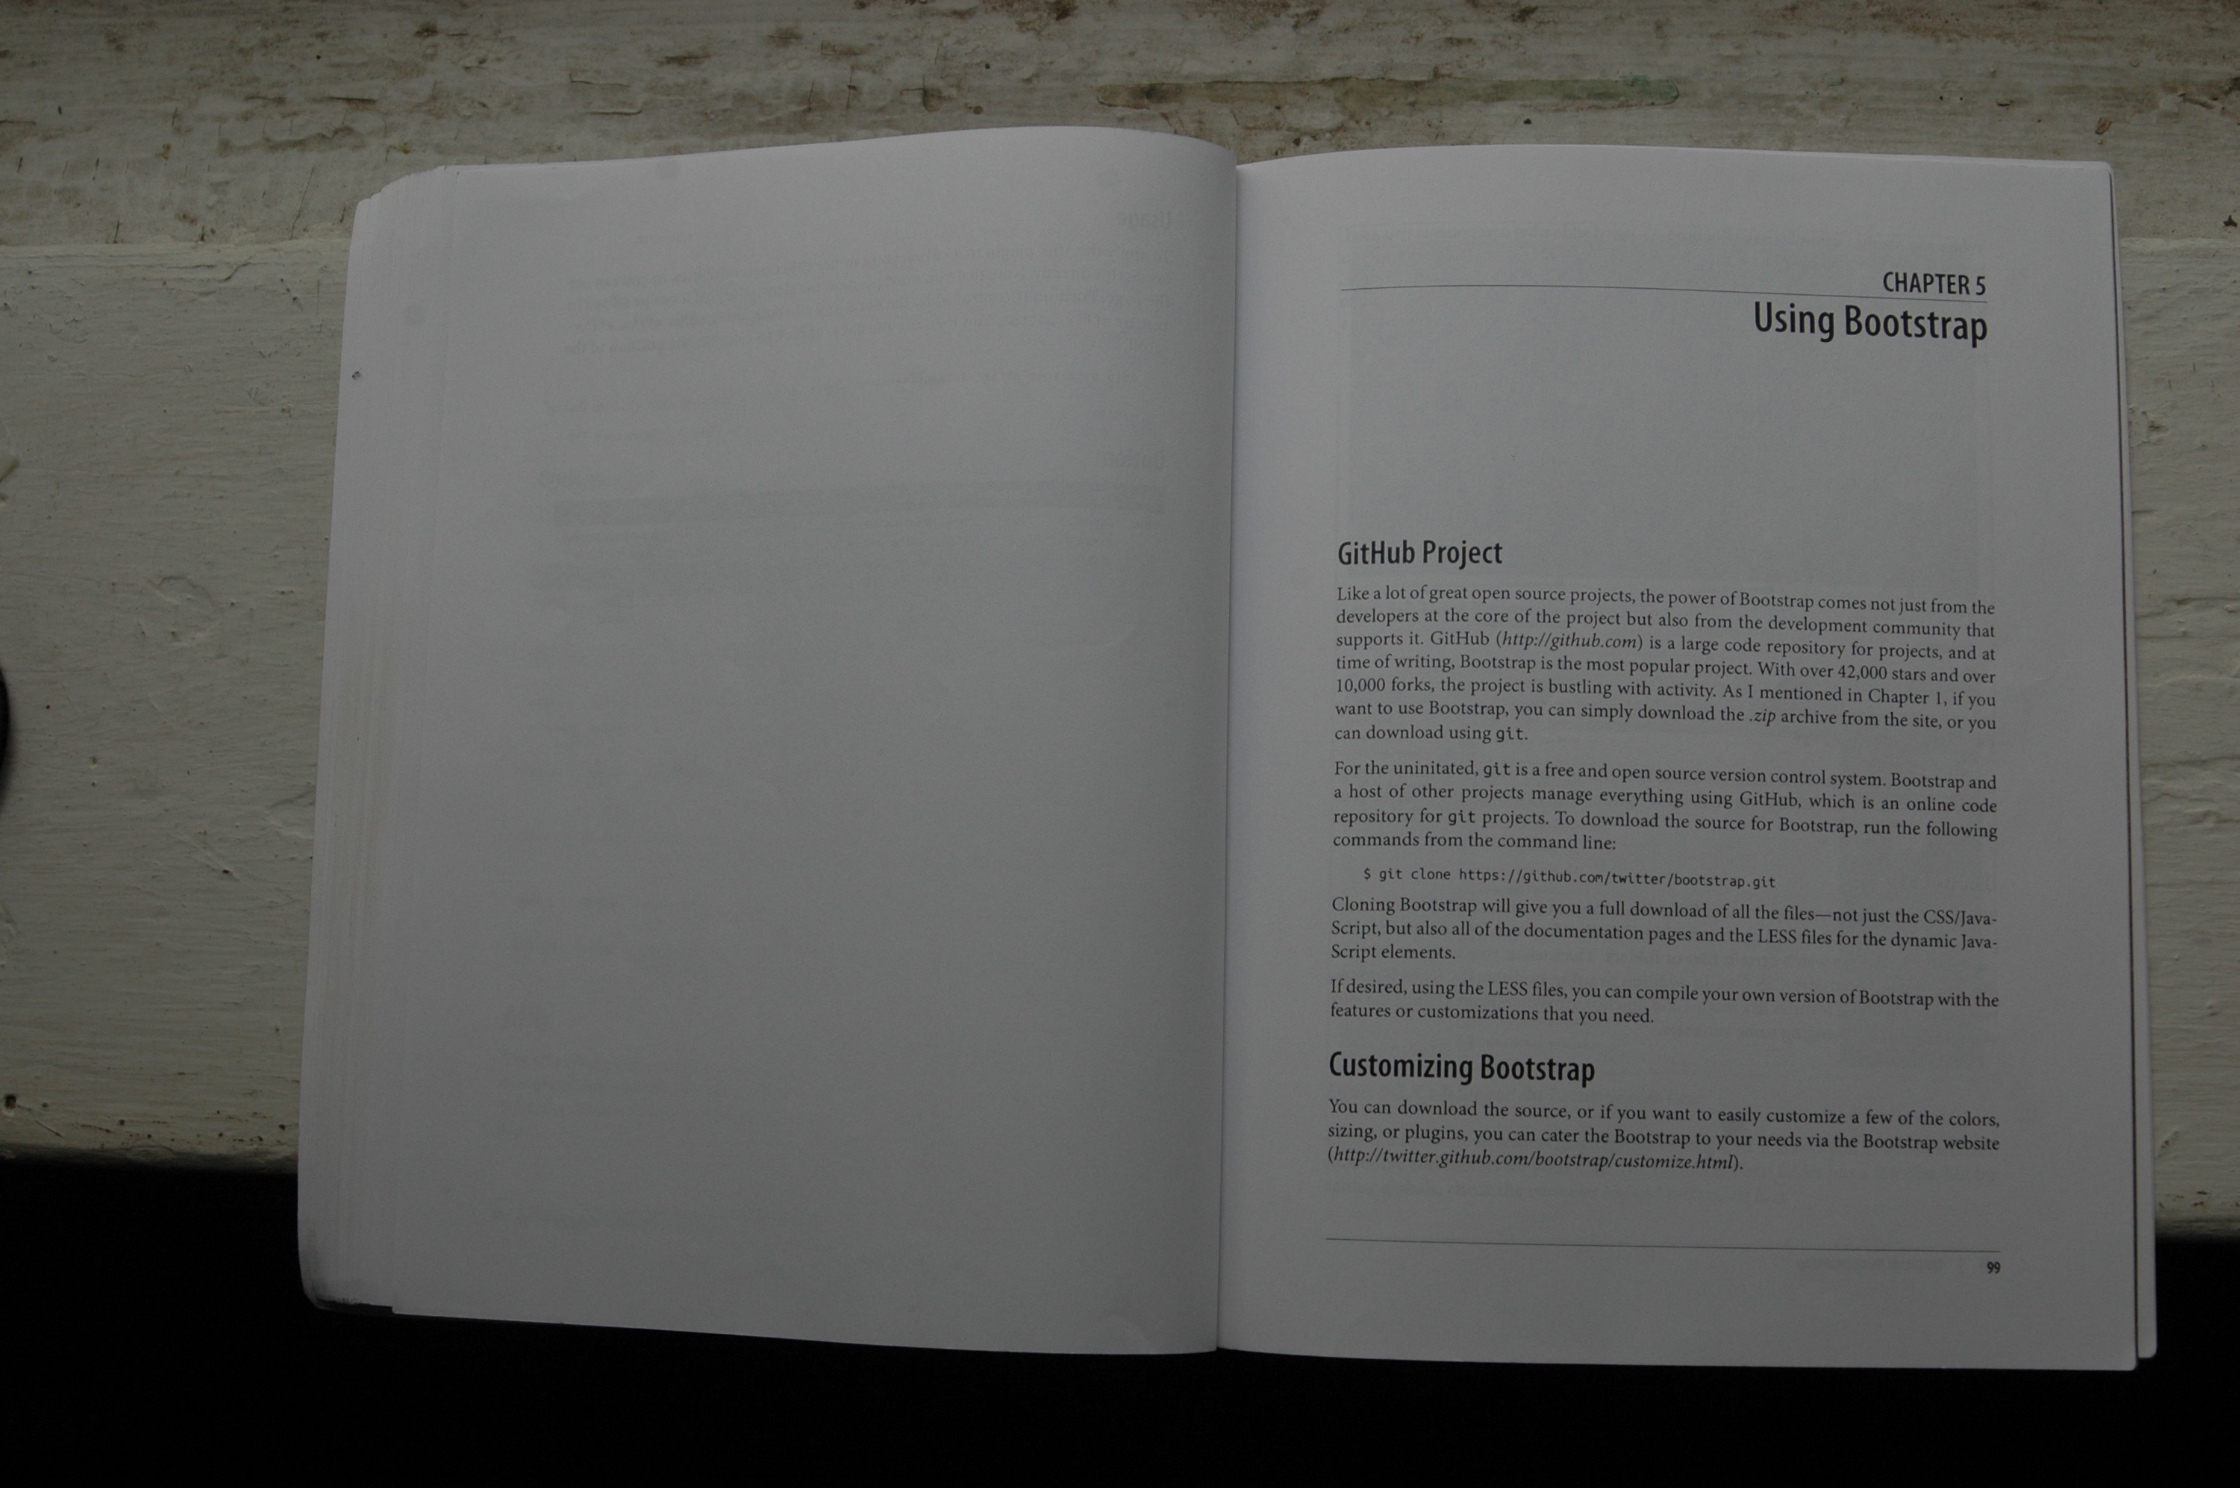 CHAPTER 5
Using Bootstrap
GitHub Project
Like a lot of great open source projects, the power of Bootstrap comes not just from the
developers at the core of the project but also from the development community that
supports it. GitHub (http://github.com) is a large code repository for projects, and at
time of writing, Bootstrap is the most popular project. With over 42,000 stars and over
10,000 forks, the project is bustling with activity. As I mentioned in Chapter 1, if you
want to use Bootstrap, you can simply download the .zip archive from the site, or you
can download using git.
For the uninitated, git is a free and open source version control system. Bootstrap and
a host of other projects manage everything using GitHub, which is an online code
repository for git projects. To download the source for Bootstrap, run the following
commands from the command line:
$ git clone https://github.com/twitter/bootstrap.git
Cloning Bootstrap will give you a full download of all the files—not just the CSS/Java-
Script, but also all of the documentation pages and the LESS files for the dynamic Java-
Script elements.
If desired, using the LESS files, you can compile your own version of Bootstrap with the
features or customizations that you need.
Customizing Bootstrap
You can download the source, or if you want to easily customize a few of the colors,
sizing, or plugins, you can cater the Bootstrap to your needs via the Bootstrap website
(http://twitter.github.com/bootstrap/customize.html).
99